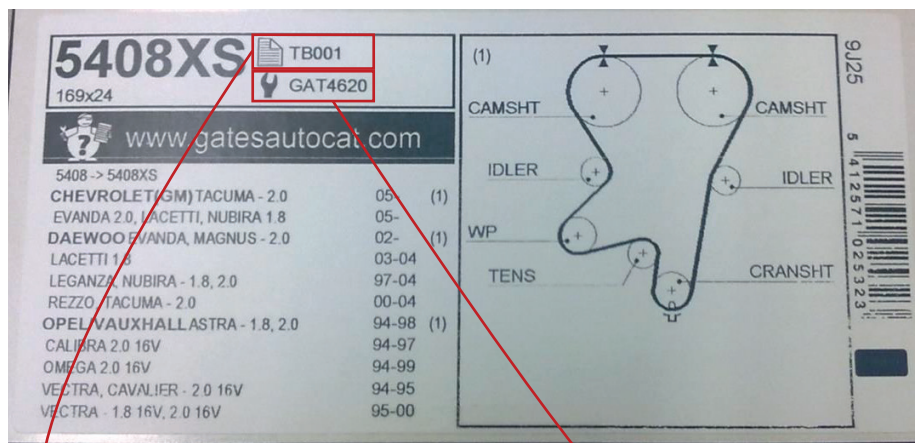 5408XS
TB001
GAT4620
169x24
www.gatesautocat.com
5408 -> 5408XS
CHEVROLET(GM) TACUMA - 2.0 05- (1)
EVANDA 2.0, LACETTI, NUBIRA 1.8 05-
DAEWOO EVANDA, MAGNUS - 2.0 02- (1)
LACETTI 1.8 03-04
LEGANZA, NUBIRA - 1.8, 2.0 97-04
REZZO, TACUMA - 2.0 00-04
OPEL/VAUXHALL ASTRA - 1.8, 2.0 94-98 (1)
CALIBRA 2.0 16V 94-97
OMEGA 2.0 16V 94-99
VECTRA, CAVALIER - 2.0 16V 94-95
VECTRA - 1.8 16V, 2.0 16V 95-00
(1)
CAMSHT
CAMSHT
IDLER
IDLER
WP
TENS
CRANSHT
9J25
5 412571 025323